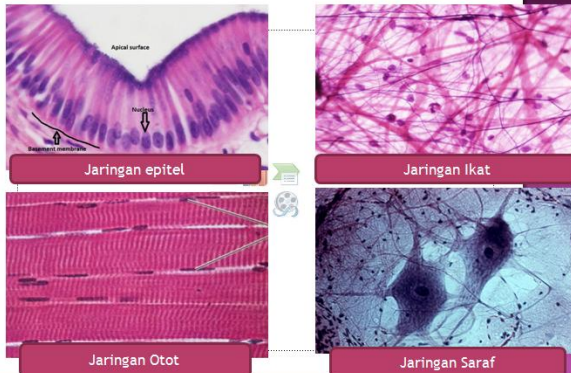 Apical surface
Nucleus
Basement membrane
Jaringan epitel
Jaringan Ikat
Jaringan Otot
Jaringan Saraf